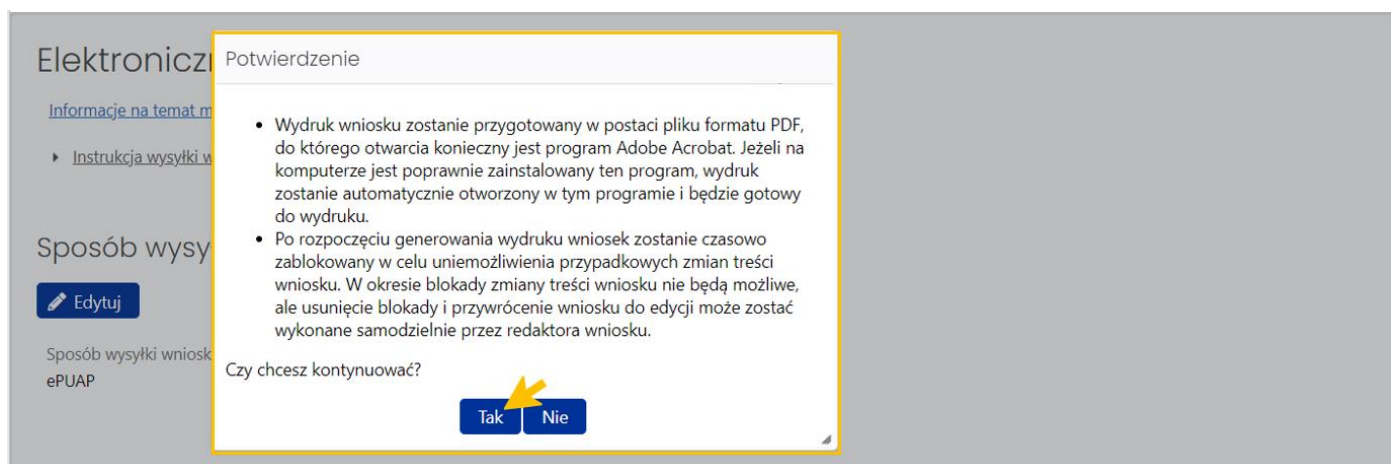 Elektroniczn
Informacje na temat m
Instrukcja wysyłki w
Sposób wysy
Edytuj
Sposób wysyłki wniosk
ePUAP
Potwierdzenie
• Wydruk wniosku zostanie przygotowany w postaci pliku formatu PDF,
do którego otwarcia konieczny jest program Adobe Acrobat. Jeżeli na
komputerze jest poprawnie zainstalowany ten program, wydruk
zostanie automatycznie otworzony w tym programie i będzie gotowy
do wydruku.
• Po rozpoczęciu generowania wydruku wniosek zostanie czasowo
zablokowany w celu uniemożliwienia przypadkowych zmian treści
wniosku. W okresie blokady zmiany treści wniosku nie będą możliwe,
ale usunięcie blokady i przywrócenie wniosku do edycji może zostać
wykonane samodzielnie przez redaktora wniosku.
Czy chcesz kontynuować?
Tak Nie